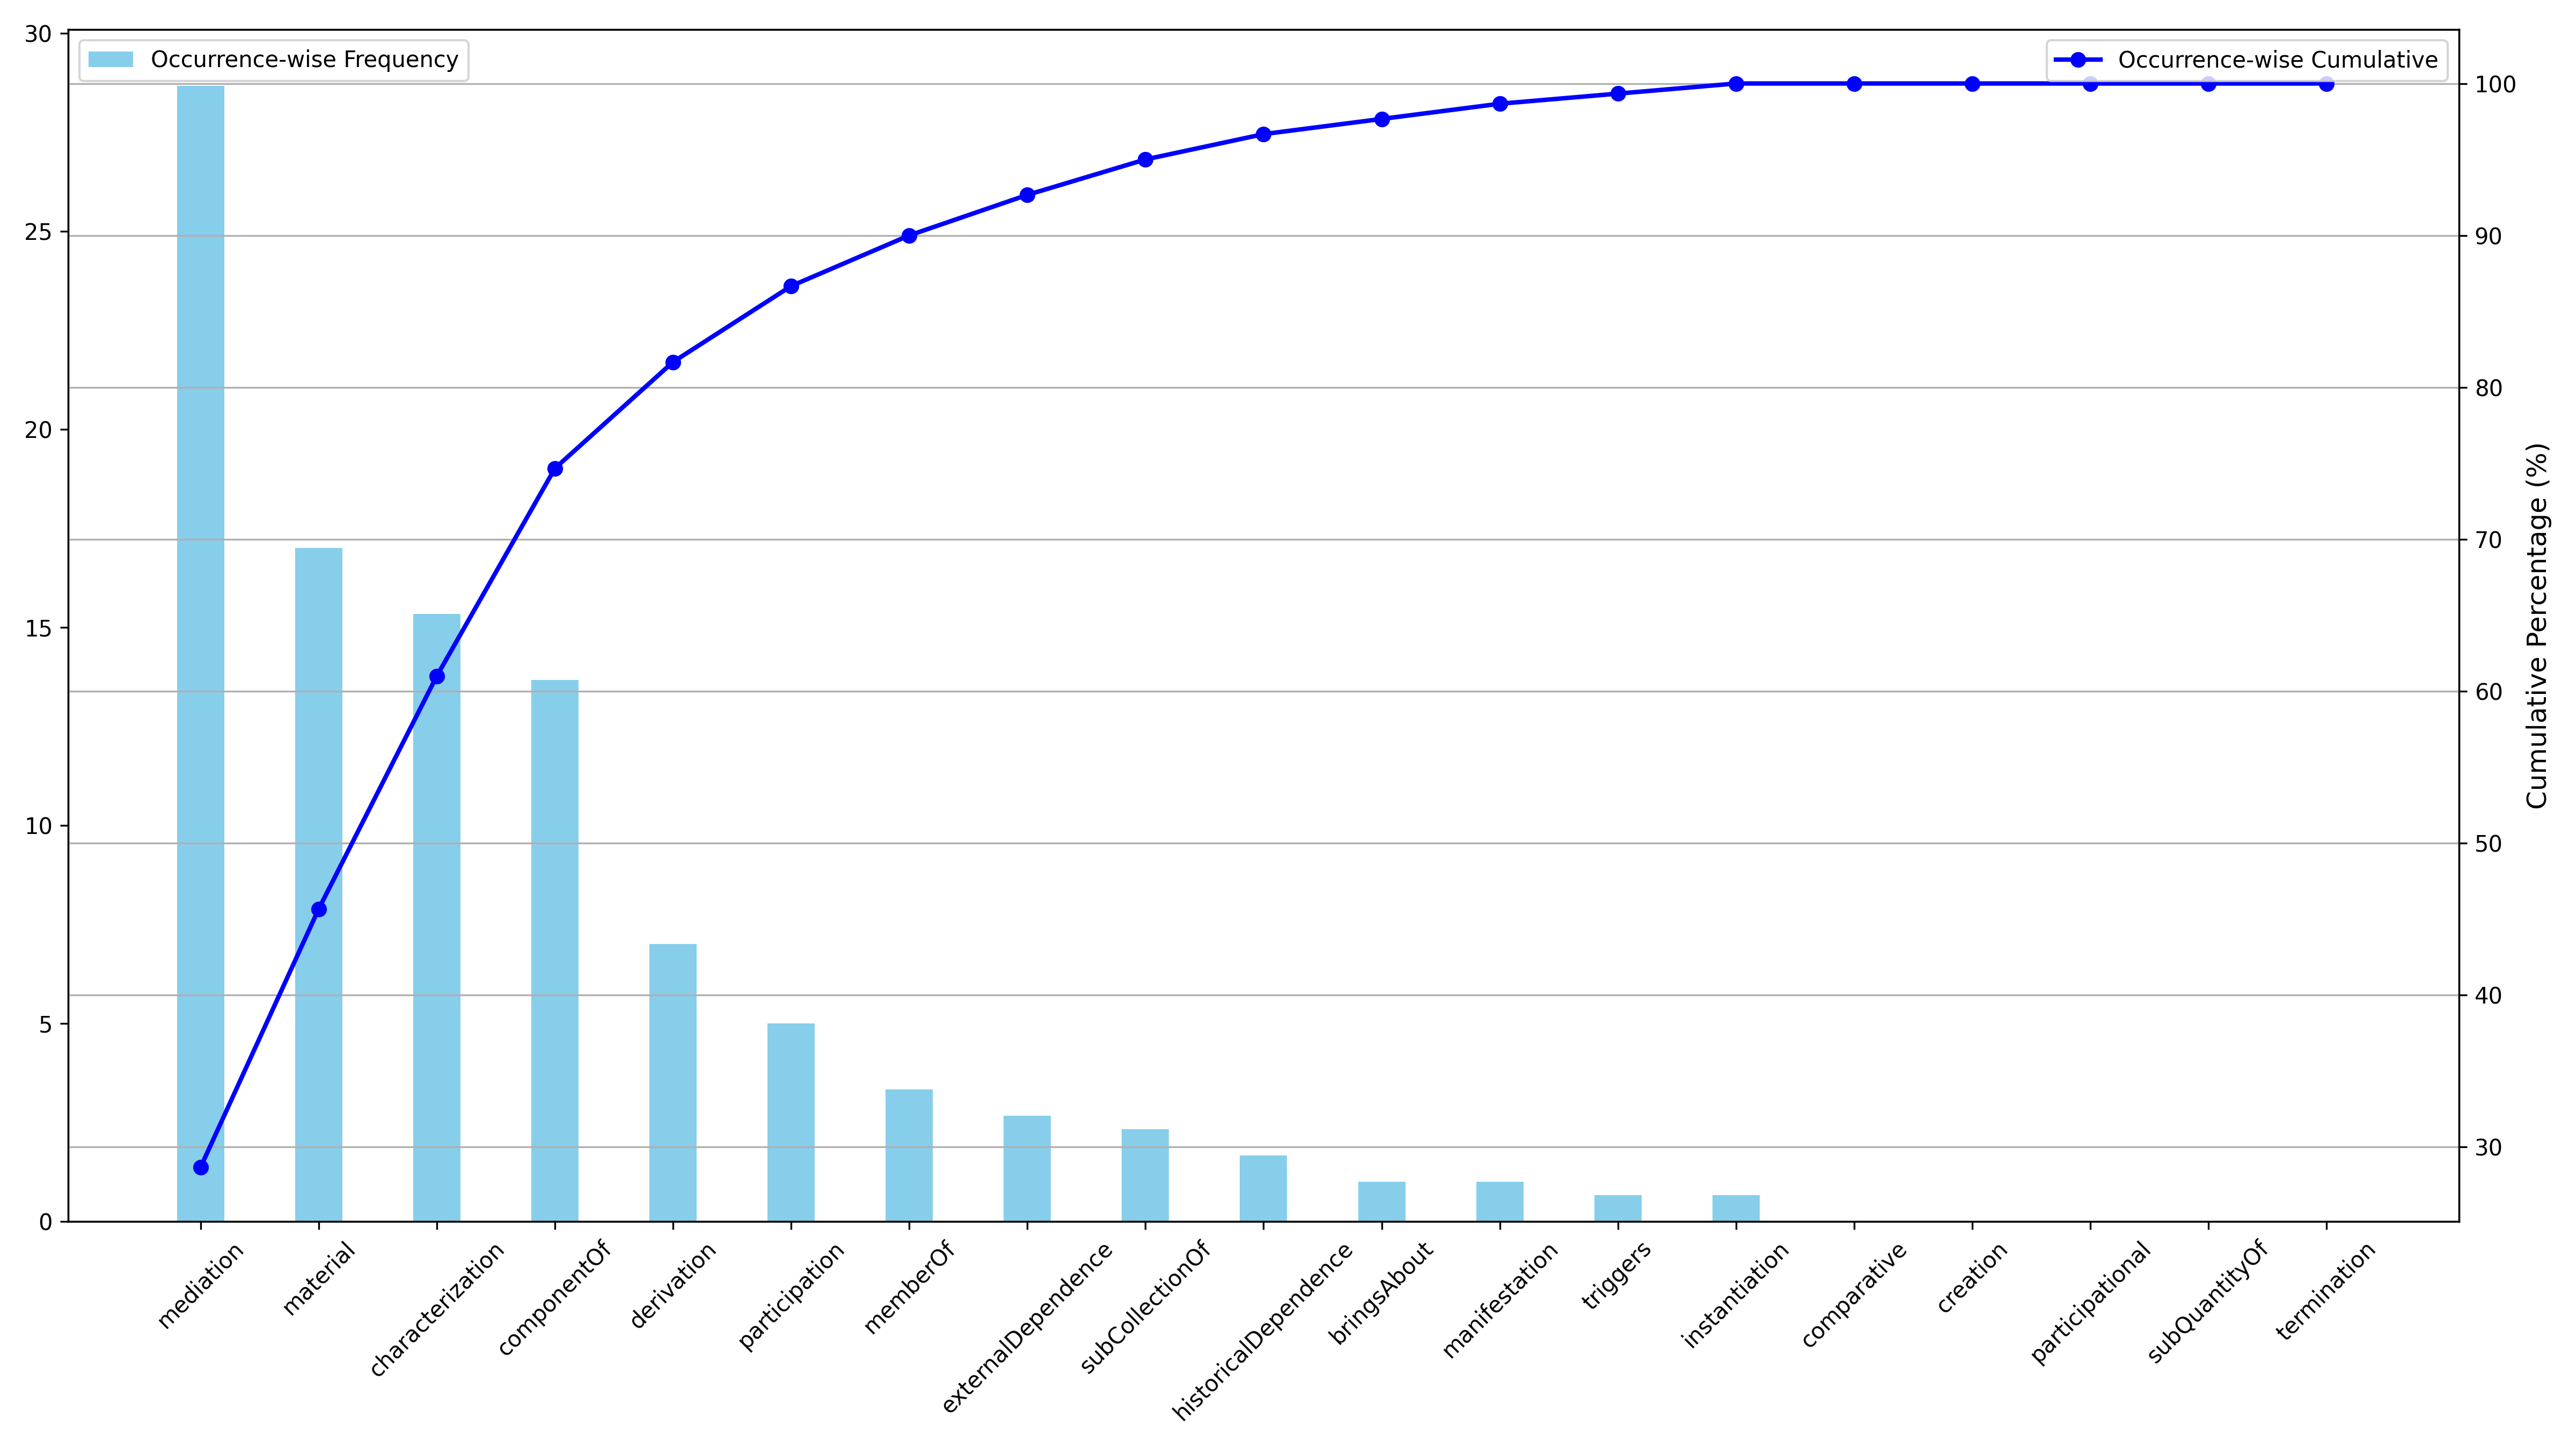 Occurrence-wise Frequency
Occurrence-wise Cumulative
30
25
20
15
10
5
0
100
90
80
70
60
50
40
30
Cumulative Percentage (%)
mediation
material
characterization
componentOf
derivation
participation
memberOf
externalDependence
subCollectionOf
historicalDependence
bringsAbout
manifestation
triggers
instantiation
comparative
creation
participational
subQuantityOf
termination